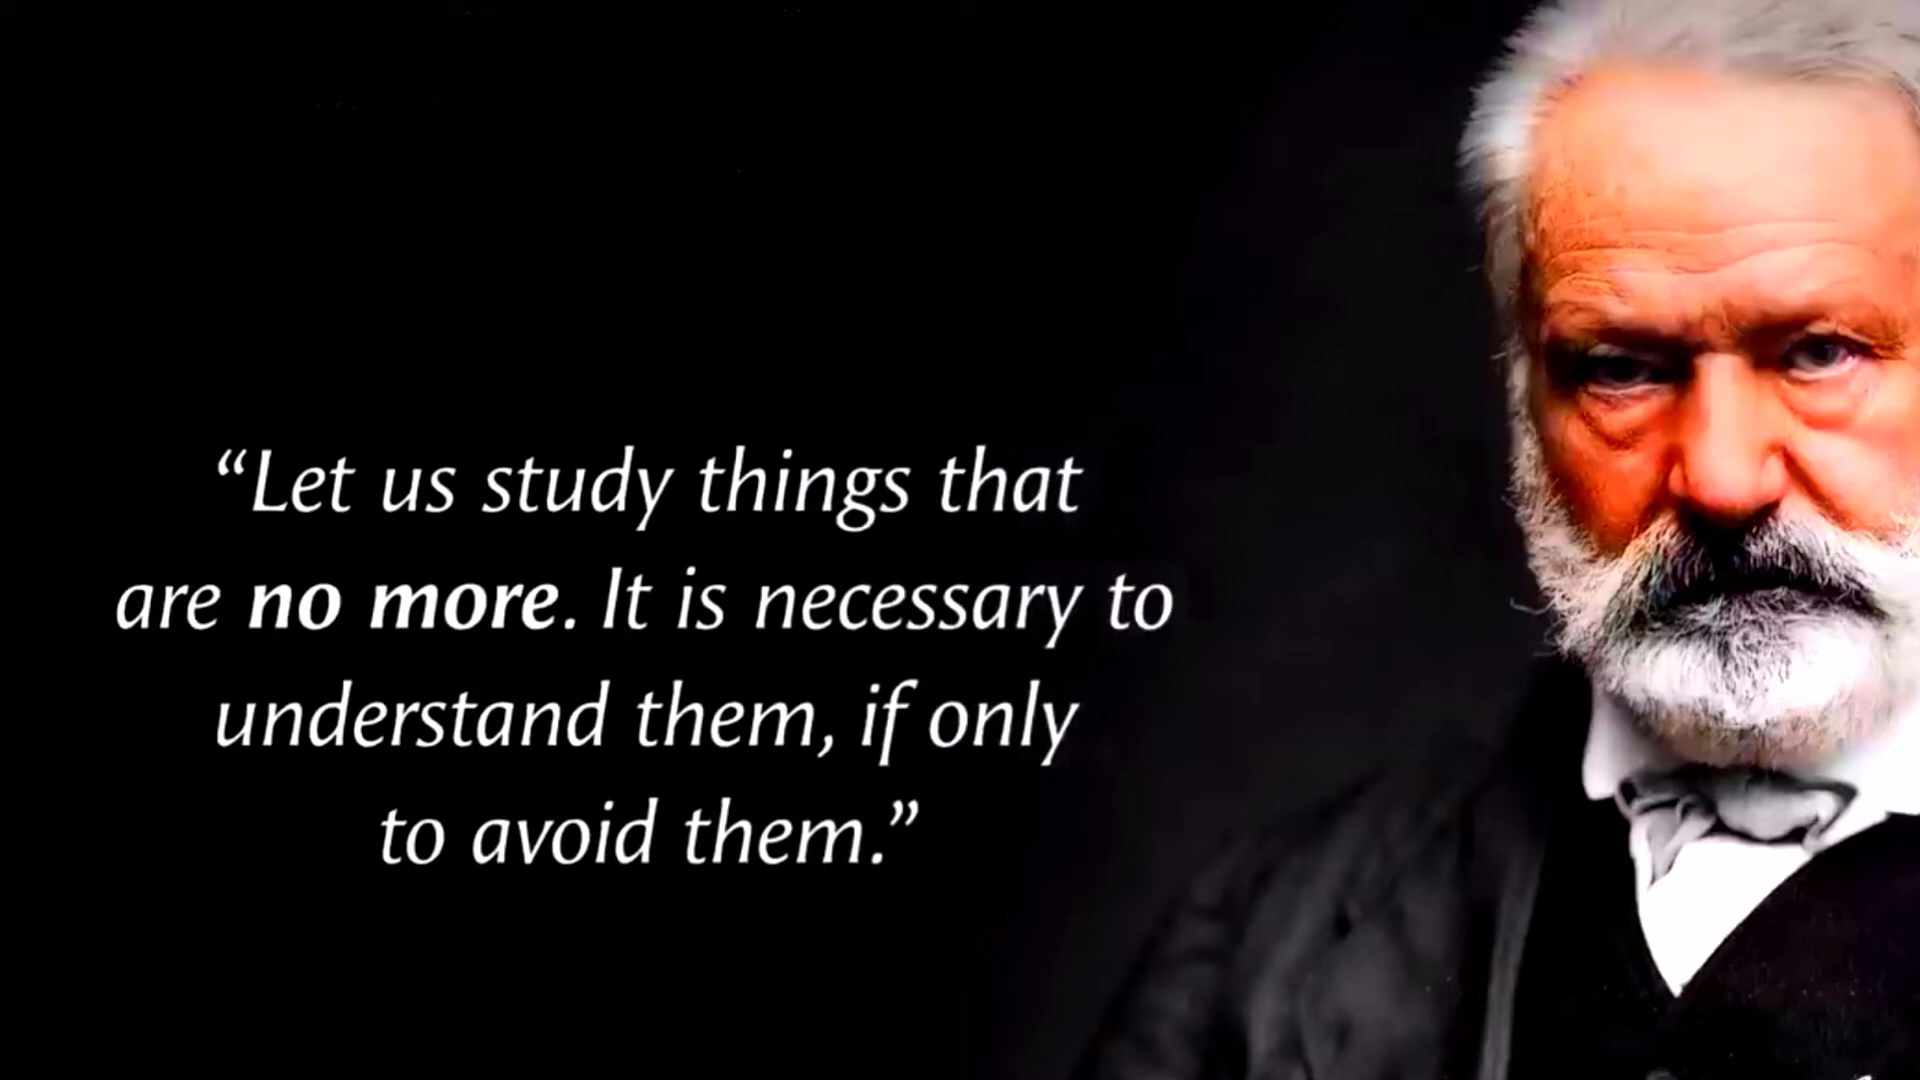 “Let us study things that
are no more. It is necessary to
understand them, if only
to avoid them.”